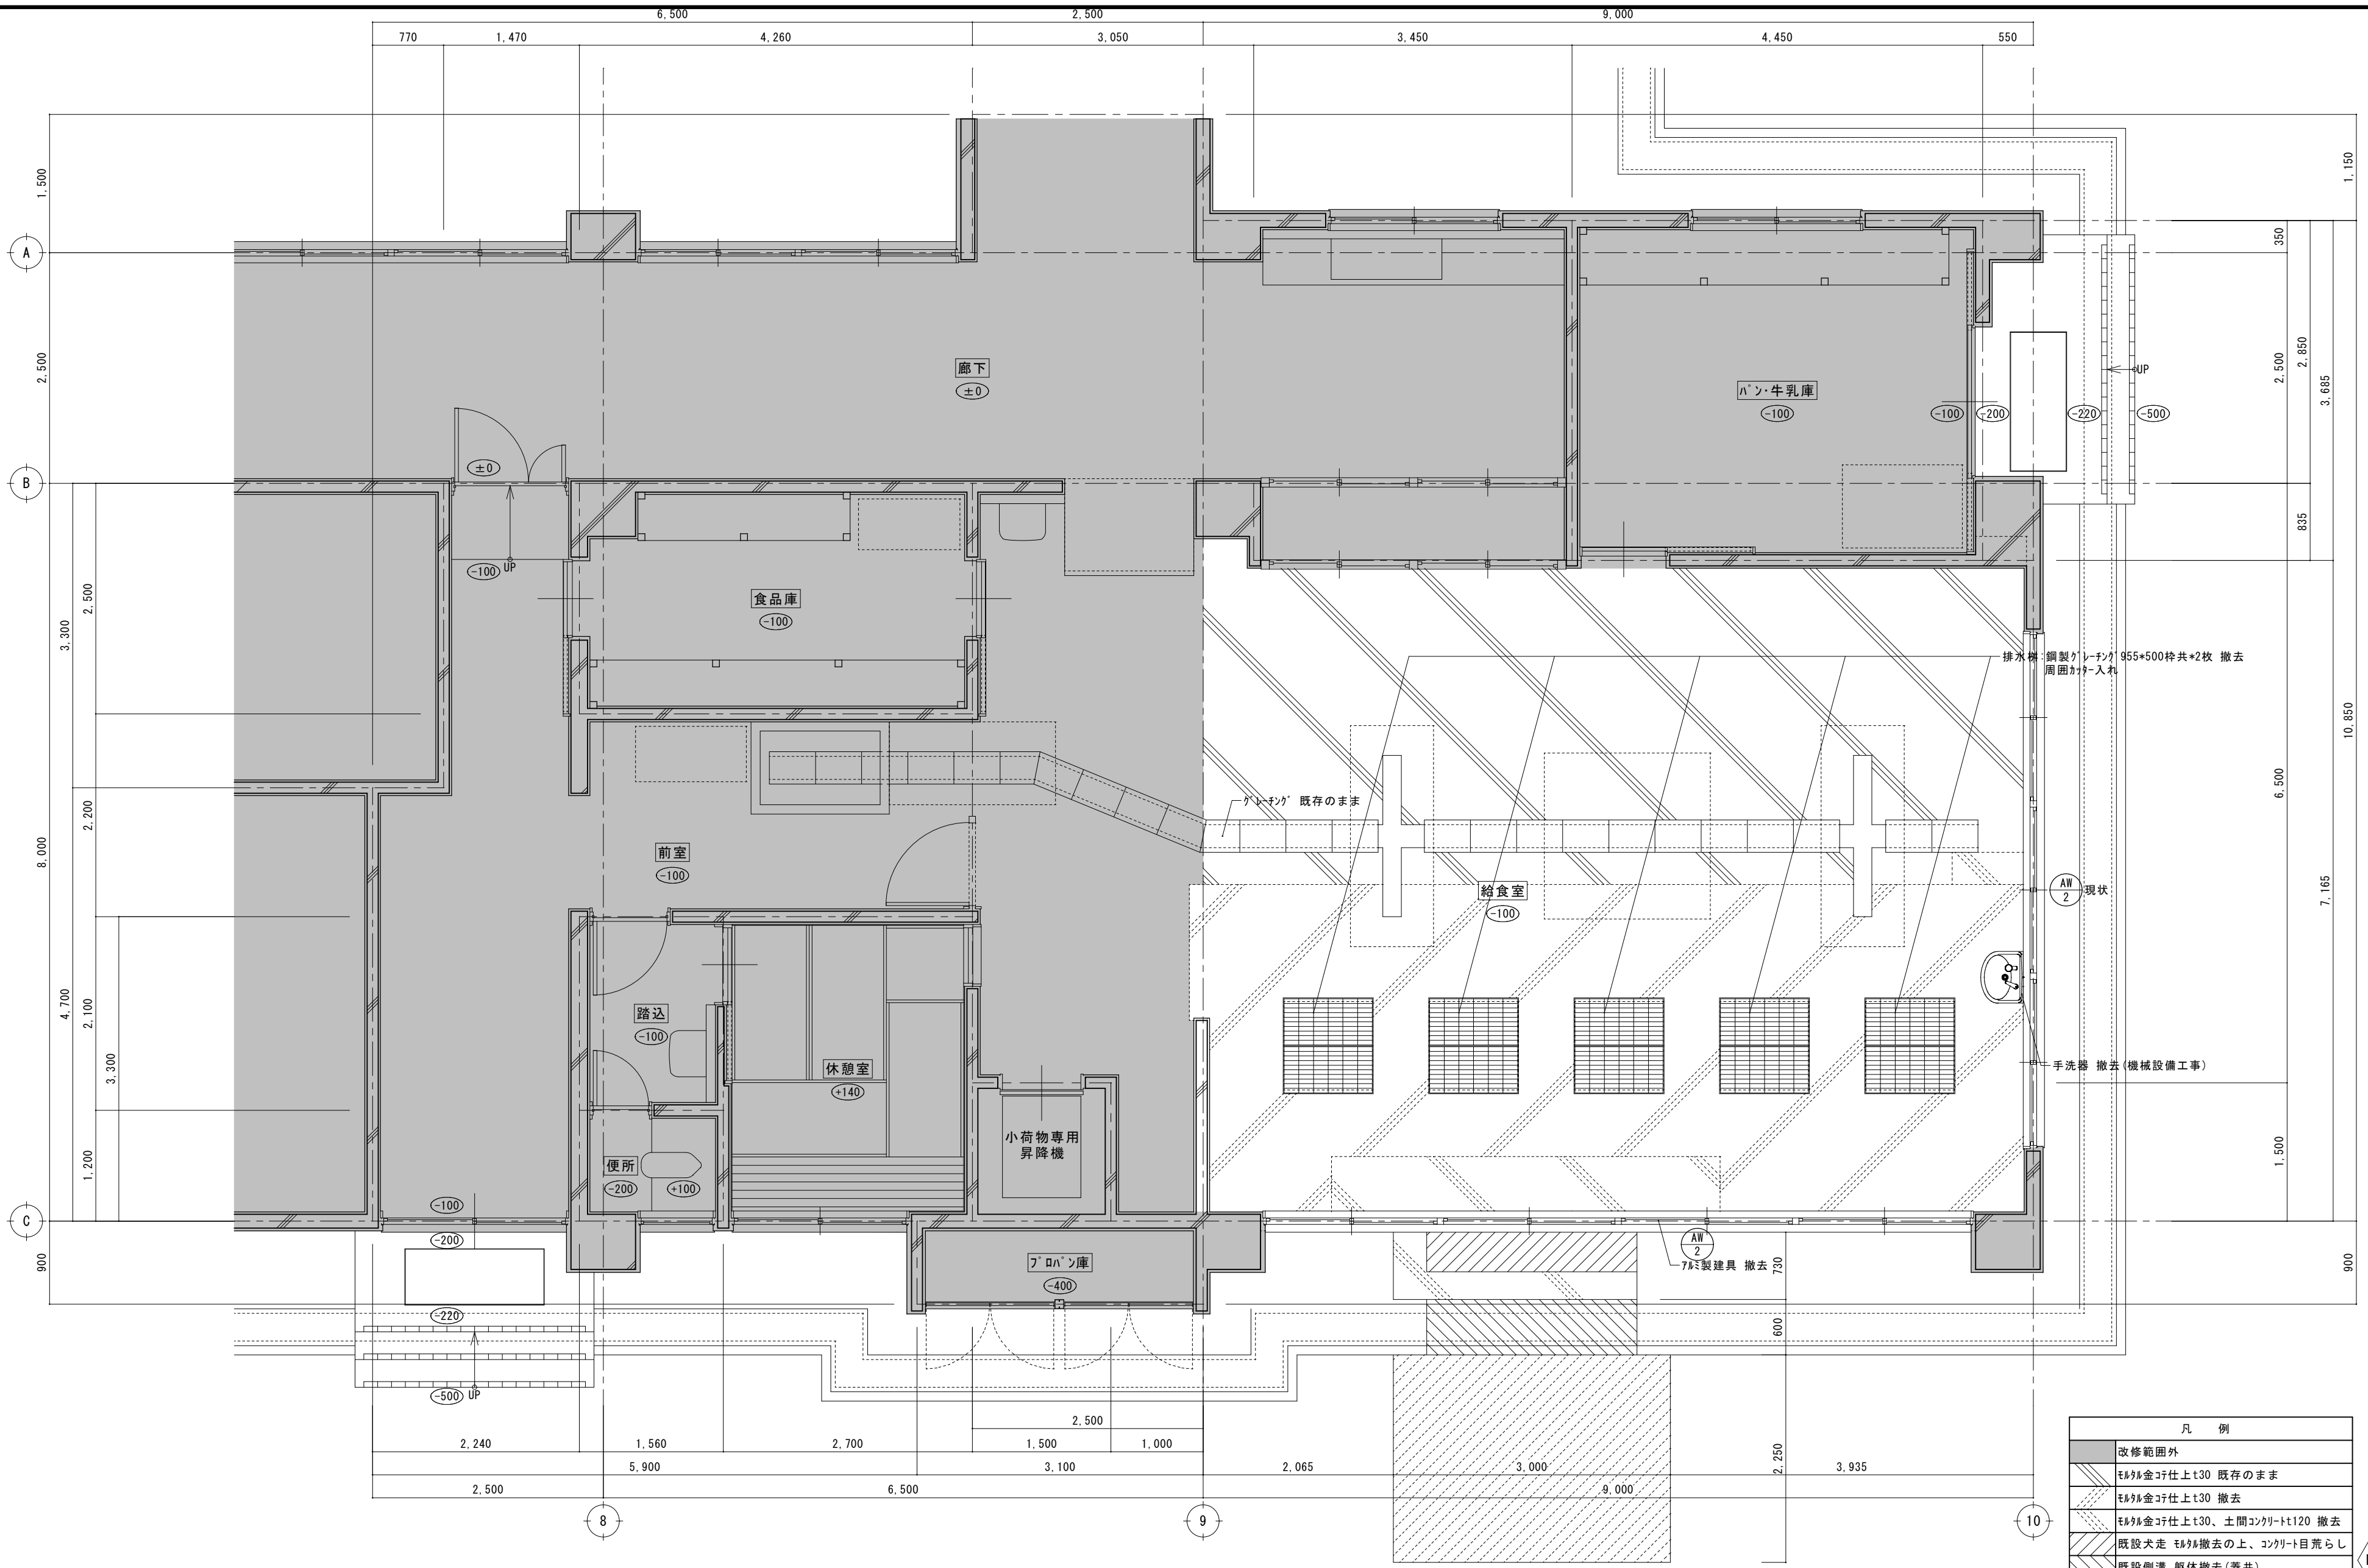 6,500
2,500
9,000
770
1,470
4,260
3,050
3,450
4,450
550
1,500
1,150
A
350
廊下
±0
パン・牛乳庫
-100
-100
-200
-220
-500
UP
2,500
2,500
2,850
3,685
±0
B
-100
UP
835
食品庫
-100
2,500
3,300
排水桝:鋼製グレーチング955*500枠共*2枚 撤去
周囲カッター入れ
10,850
6,500
グレーチング 既存のまま
2,200
8,000
前室
-100
給食室
-100
AW
2
現状
7,165
4,700
2,100
3,300
踏込
-100
休憩室
+140
手洗器 撤去(機械設備工事)
小荷物専用
昇降機
便所
-200
+100
1,200
1,500
-100
C
-200
900
プロパン庫
-400
AW
2
アルミ製建具 撤去
730
900
-220
600
-500
UP
2,500
2,240
1,560
2,700
1,500
1,000
2,250
5,900
3,100
2,065
3,000
3,935
2,500
6,500
9,000
8
9
10
凡 例
改修範囲外
モルタル金コテ仕上t30 既存のまま
モルタル金コテ仕上t30 撤去
モルタル金コテ仕上t30、土間コンクリートt120 撤去
既設犬走 モルタル撤去の上、コンクリート目荒らし
既設側溝 躯体撤去(蓋共)